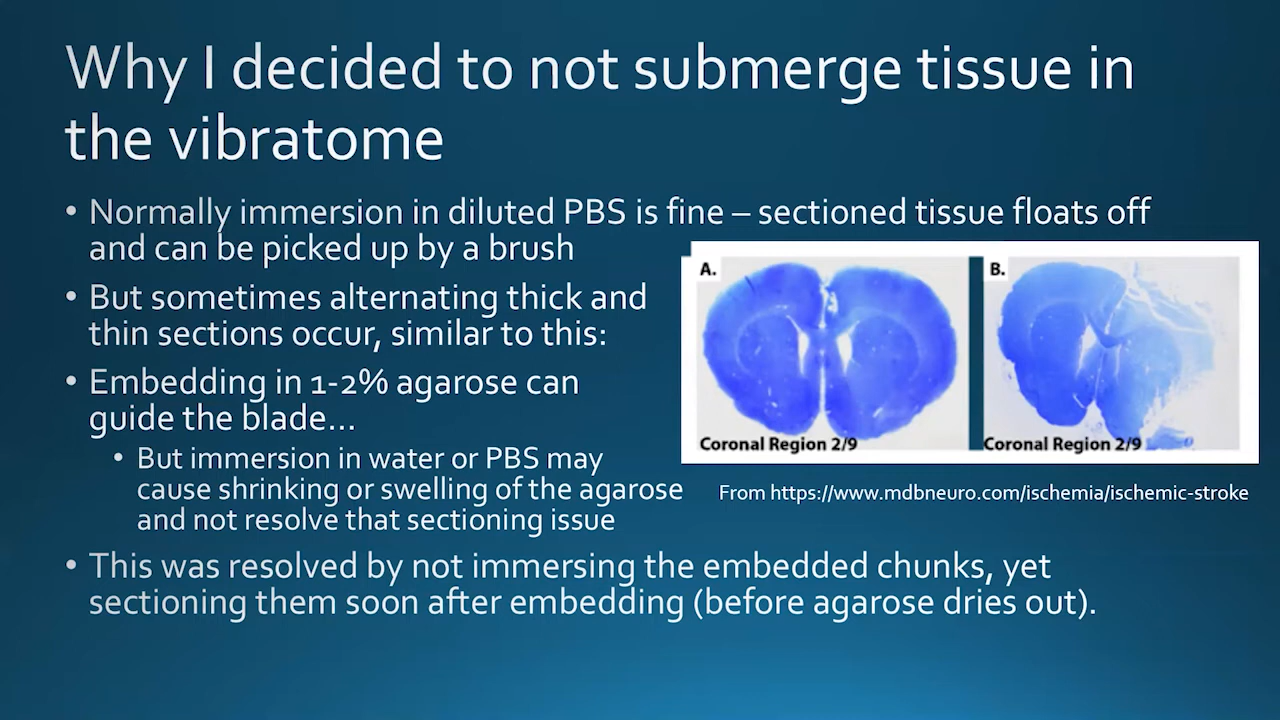 Why I decided to not submerge tissue in
the vibratome
• Normally immersion in diluted PBS is fine – sectioned tissue floats off
and can be picked up by a brush
• But sometimes alternating thick and
thin sections occur, similar to this:
• Embedding in 1-2% agarose can
guide the blade...
• But immersion in water or PBS may
cause shrinking or swelling of the agarose
and not resolve that sectioning issue
• This was resolved by not immersing the embedded chunks, yet
sectioning them soon after embedding (before agarose dries out).
A.
Coronal Region 2/9
B.
Coronal Region 2/9
From https://www.mdbneuro.com/ischemia/ischemic-stroke